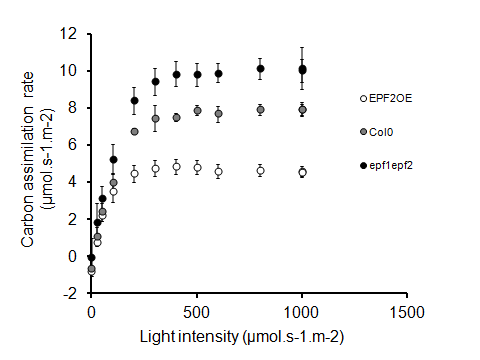 Carbon assimilation rate
(µmol.s-1.m-2)
12
10
8
6
4
2
0
-2
0
500
1000
1500
Light intensity (µmol.s-1.m-2)
EPF2OE
Col0
epf1epf2